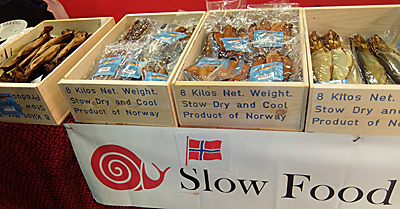 8 Kilos Net. Weight.
Stow Dry and Cool
Product of Norway
8 Kilos Net. Weight.
Stow Dry and Cool
Product of Norway
8 Kilos Net.
Stow Dry and
Product of
Slow Food